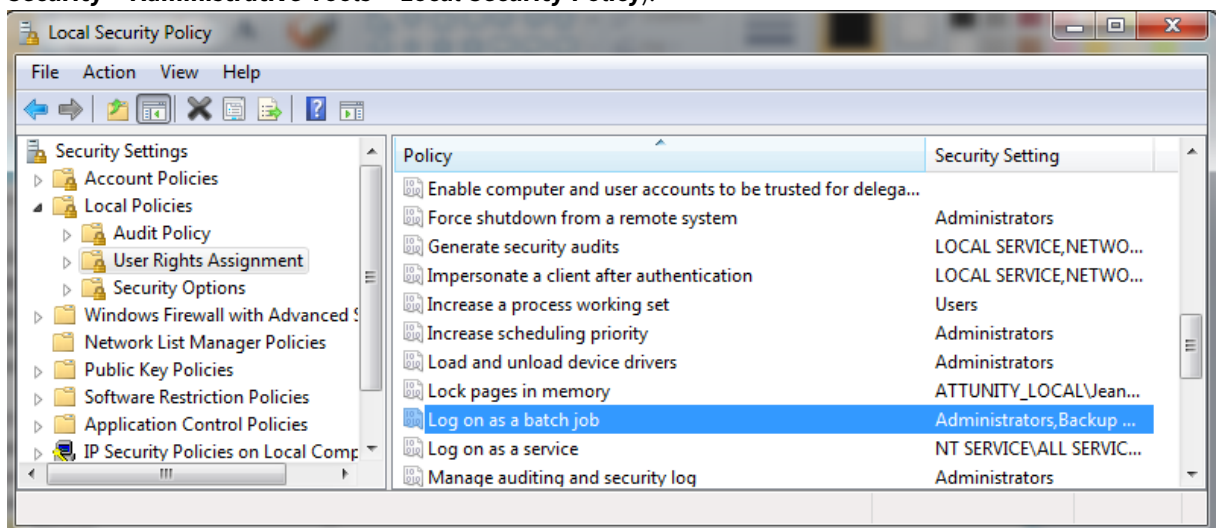 Security > Administrative Tools > Local Security Policy).
Local Security Policy
File Action View Help
Security Settings
Account Policies
Local Policies
Audit Policy
User Rights Assignment
Security Options
Windows Firewall with Advanced
Network List Manager Policies
Public Key Policies
Software Restriction Policies
Application Control Policies
IP Security Policies on Local Comp
Policy Security Setting
Enable computer and user accounts to be trusted for delega...
Force shutdown from a remote system Administrators
Generate security audits LOCAL SERVICE,NETWO...
Impersonate a client after authentication LOCAL SERVICE,NETWO...
Increase a process working set Users
Increase scheduling priority Administrators
Load and unload device drivers Administrators
Lock pages in memory ATTUNITY_LOCAL\Jean...
Log on as a batch job Administrators,Backup ...
Log on as a service NT SERVICE\ALL SERVIC...
Manage auditing and security log Administrators